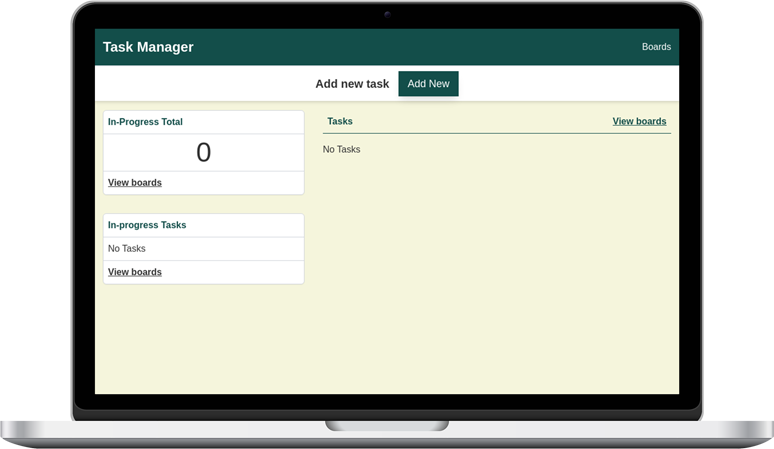 Task Manager
Boards
Add new task
Add New
In-Progress Total
0
View boards
In-progress Tasks
No Tasks
View boards
Tasks
View boards
No Tasks